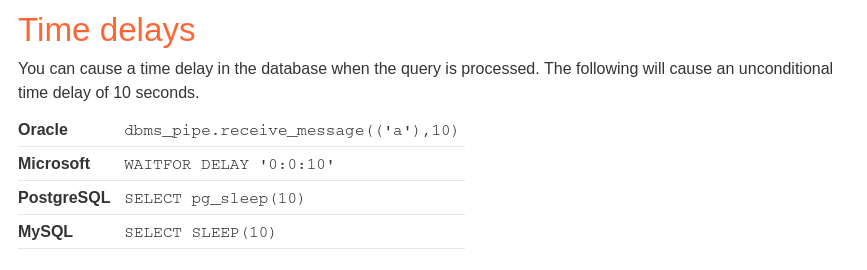 Time delays
You can cause a time delay in the database when the query is processed. The following will cause an unconditional
time delay of 10 seconds.
Oracle dbms_pipe.receive_message(('a'),10)
Microsoft WAITFOR DELAY '0:0:10'
PostgreSQL SELECT pg_sleep(10)
MySQL SELECT SLEEP(10)